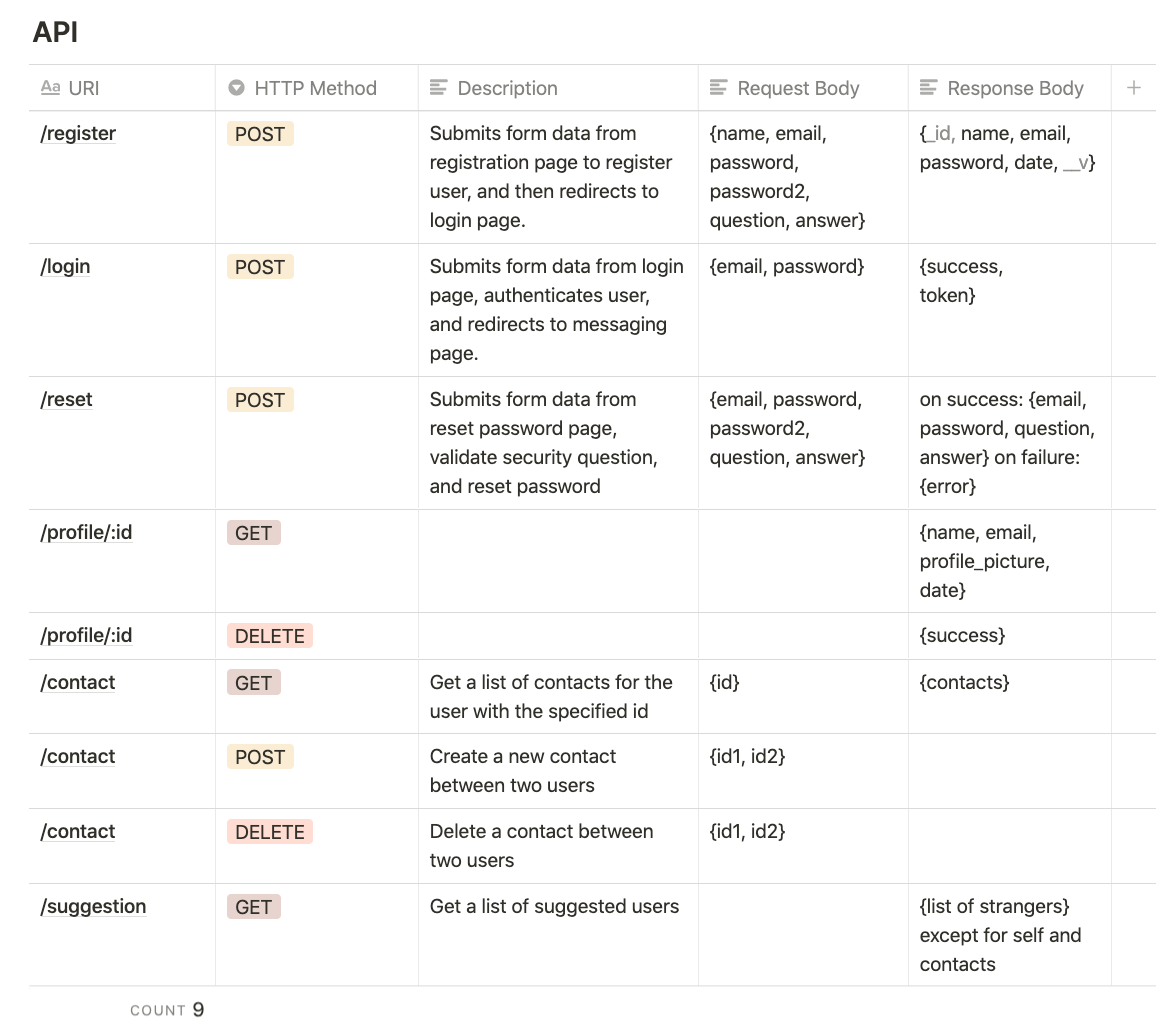 API
Aa URI HTTP Method Description Request Body Response Body +
/register POST Submits form data from {name, email, {_id, name, email,
registration page to register password, password, date, __v}
user, and then redirects to password2,
login page. question, answer}
/login POST Submits form data from login {email, password} {success,
page, authenticates user, token}
and redirects to messaging
page.
/reset POST Submits form data from {email, password, on success: {email,
reset password page, password2, password, question,
validate security question, question, answer} answer} on failure:
and reset password {error}
/profile/:id GET {name, email,
profile_picture,
date}
/profile/:id DELETE {success}
/contact GET Get a list of contacts for the {id} {contacts}
user with the specified id
/contact POST Create a new contact {id1, id2}
between two users
/contact DELETE Delete a contact between {id1, id2}
two users
/suggestion GET Get a list of suggested users {list of strangers}
except for self and
contacts
COUNT 9